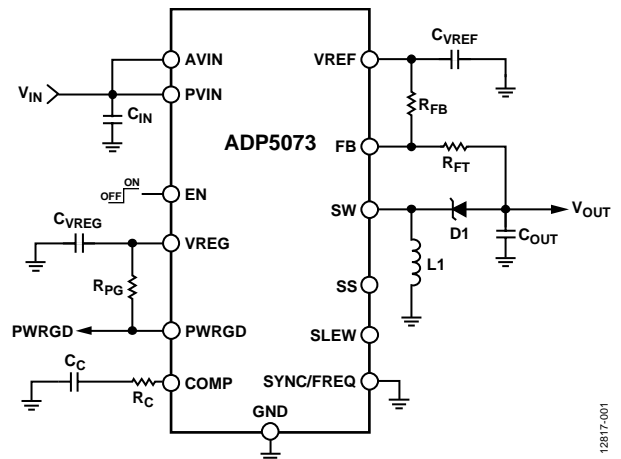 CVREF
AVIN
VREF
VIN
PVIN
CIN
RFB
ADP5073
FB
RFT
ON
OFF
EN
SW
VOUT
CVREG
D1
COUT
VREG
L1
RPG
SS
PWRGD
PWRGD
SLEW
CC
COMP
SYNC/FREQ
RC
GND
12817-001